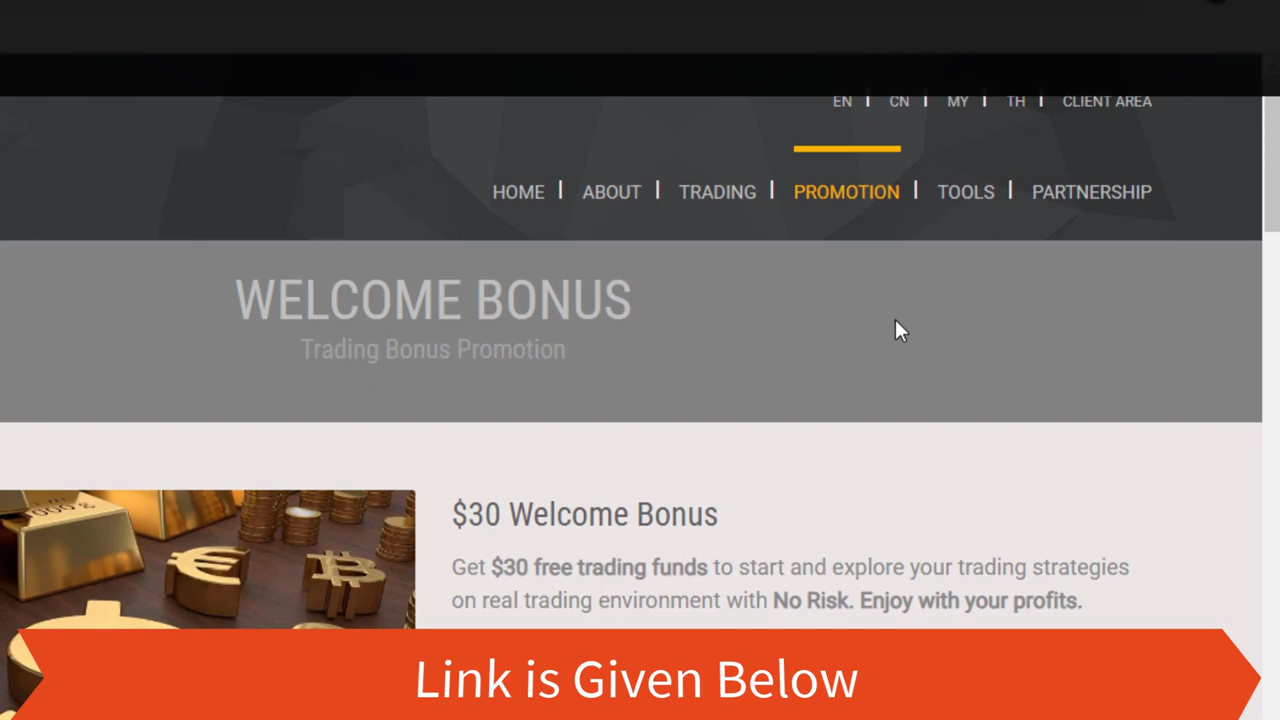 EN | CN | MY | TH | CLIENT AREA
HOME | ABOUT | TRADING | PROMOTION | TOOLS | PARTNERSHIP
WELCOME BONUS
Trading Bonus Promotion
$30 Welcome Bonus
Get $30 free trading funds to start and explore your trading strategies
on real trading environment with No Risk. Enjoy with your profits.
Link is Given Below